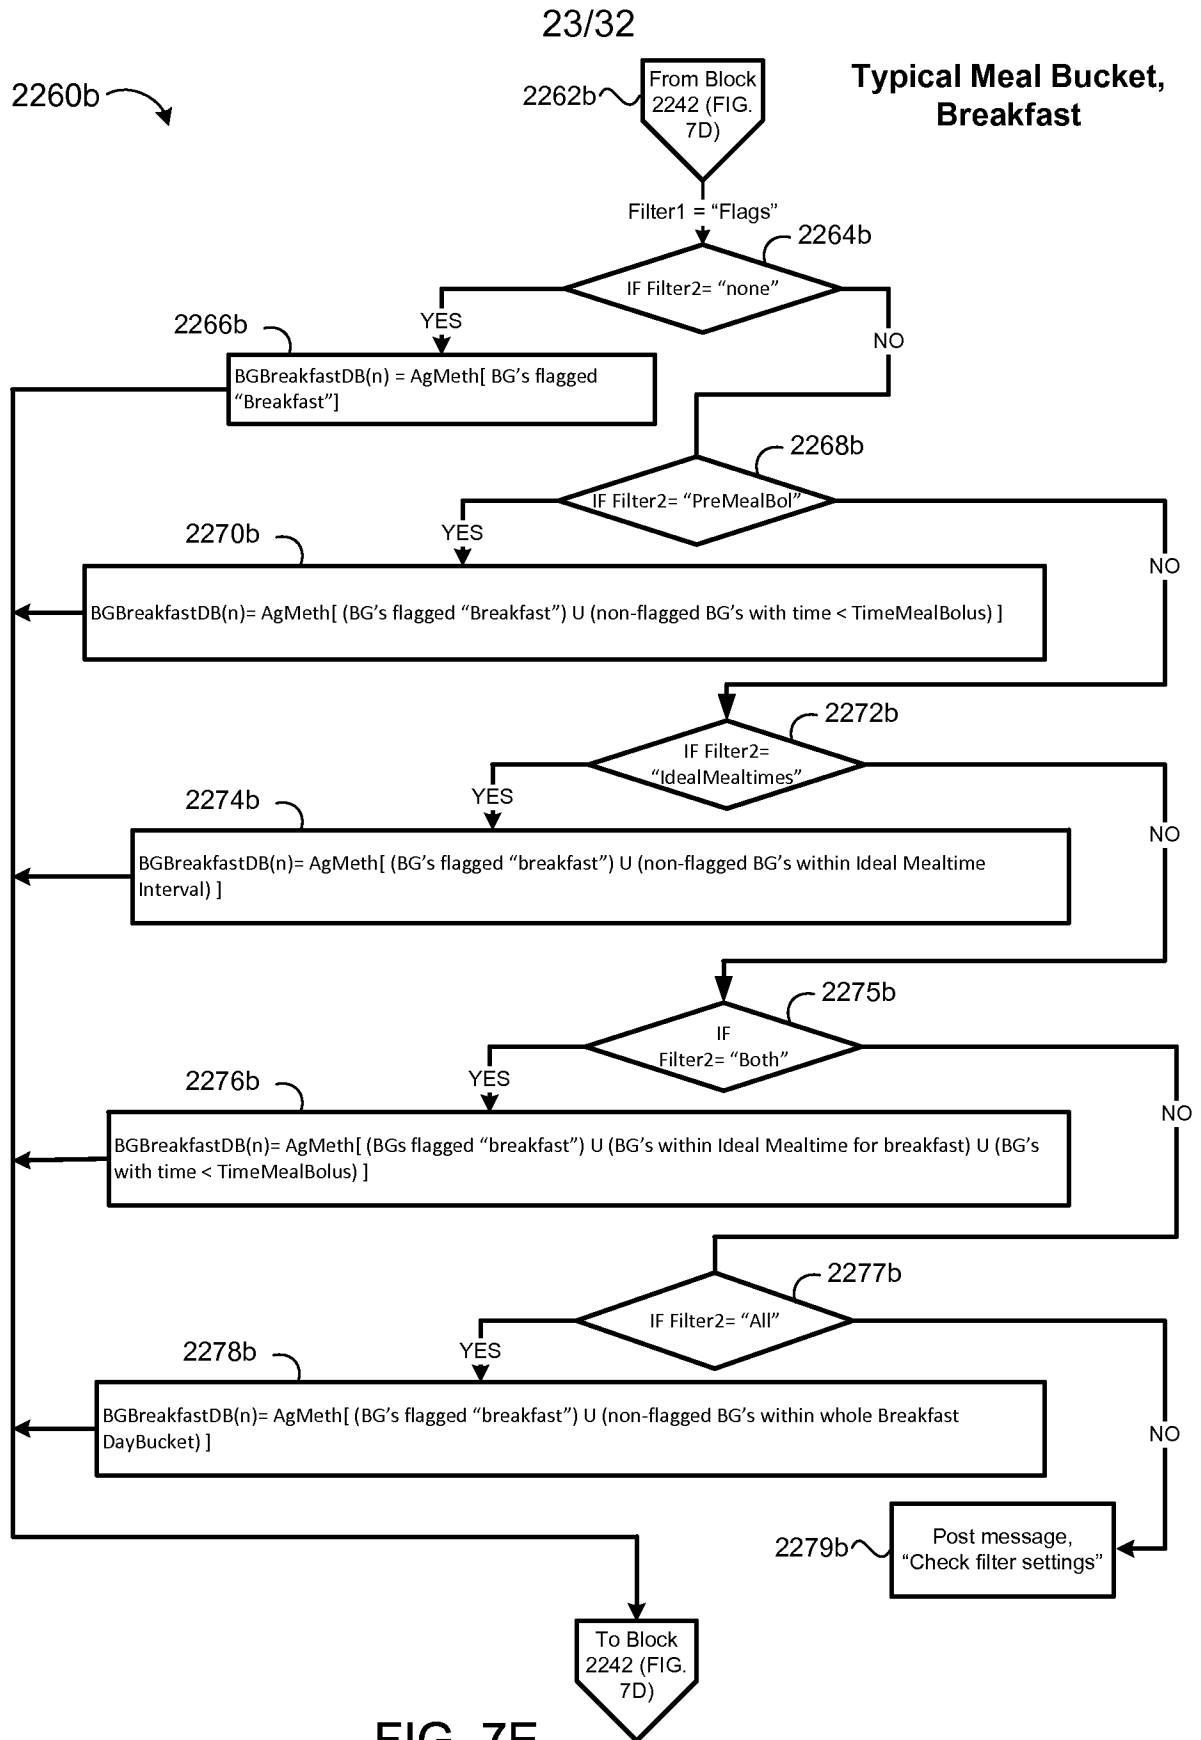 23/32
2260b
2262b
From Block
2242 (FIG.
7D)
Typical Meal Bucket,
Breakfast
Filter1 = “Flags”
2264b
IF Filter2= “none”
YES
NO
2266b
BGBreakfastDB(n) = AgMeth[ BG’s flagged
“Breakfast”]
2268b
IF Filter2= “PreMealBol”
YES
NO
2270b
BGBreakfastDB(n)= AgMeth[ (BG’s flagged “Breakfast”) U (non-flagged BG’s with time < TimeMealBolus) ]
2272b
IF Filter2=
“IdealMealtimes”
YES
NO
2274b
BGBreakfastDB(n)= AgMeth[ (BG’s flagged “breakfast”) U (non-flagged BG’s within Ideal Mealtime
Interval) ]
2275b
IF
Filter2= “Both”
YES
NO
2276b
BGBreakfastDB(n)= AgMeth[ (BGs flagged “breakfast”) U (BG’s within Ideal Mealtime for breakfast) U (BG’s
with time < TimeMealBolus) ]
2277b
IF Filter2= “All”
YES
NO
2278b
BGBreakfastDB(n)= AgMeth[ (BG’s flagged “breakfast”) U (non-flagged BG’s within whole Breakfast
DayBucket) ]
2279b
Post message,
“Check filter settings”
To Block
2242 (FIG.
7D)
FIG. 7E